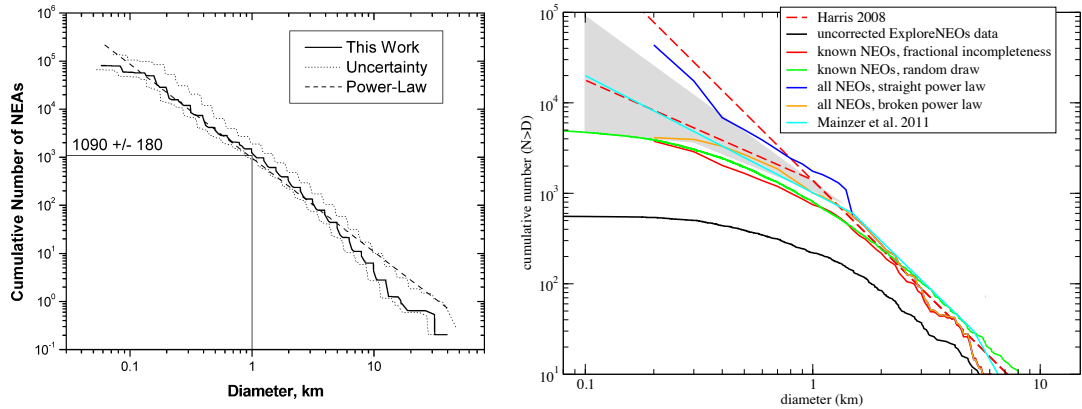 Cumulative Number of NEAs
10^6
10^5
10^4
10^3
10^2
10^1
10^0
10^-1
0.1
1
10
Diameter, km
1090 +/- 180
This Work
Uncertainty
Power-Law
cumulative number (N>D)
10^5
10^4
10^3
10^2
10^1
0.1
1
10
diameter (km)
Harris 2008
uncorrected ExploreNEOs data
known NEOs, fractional incompleteness
known NEOs, random draw
all NEOs, straight power law
all NEOs, broken power law
Mainzer et al. 2011